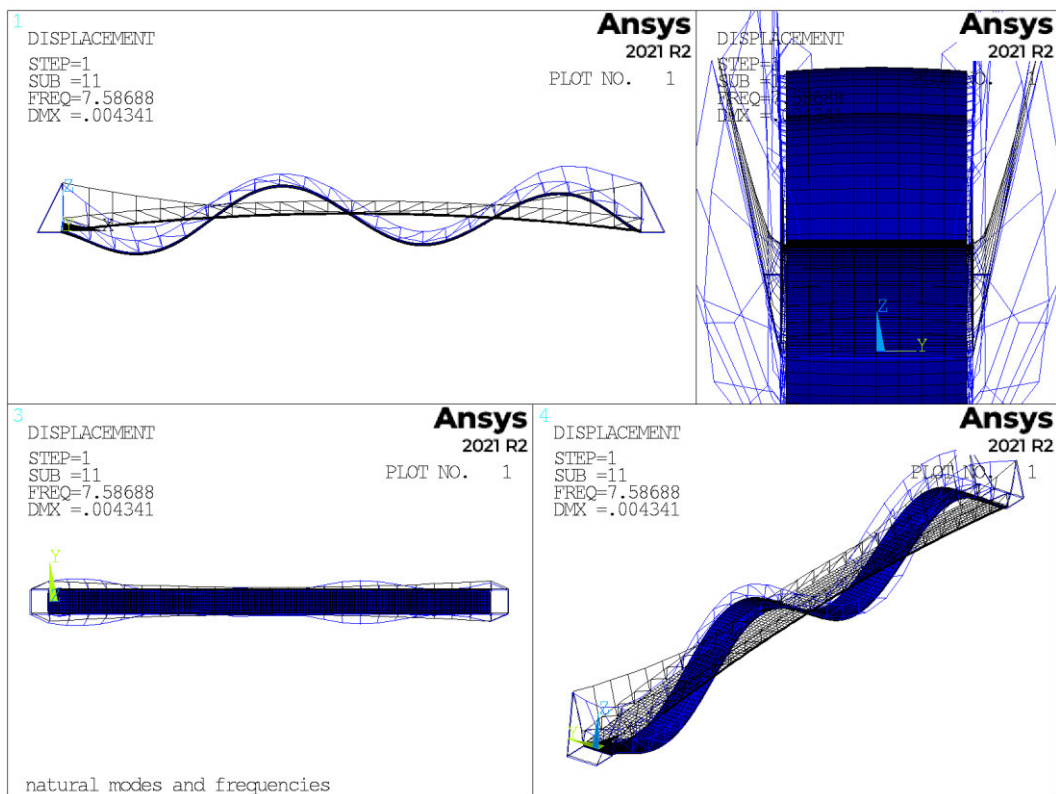 1
Ansys
2021 R2
DISPLACEMENT
STEP=1
SUB =11
FREQ=7.58688
DMX =.004341
PLOT NO. 1
Z
X
Ansys
2021 R2
DISPLACEMENT
1
Z
Y
3
Ansys
2021 R2
DISPLACEMENT
STEP=1
SUB =11
FREQ=7.58688
DMX =.004341
PLOT NO. 1
Y
natural modes and frequencies
4
Ansys
2021 R2
DISPLACEMENT
STEP=1
SUB =11
FREQ=7.58688
DMX =.004341
PLOT NO. 1
Z
Y